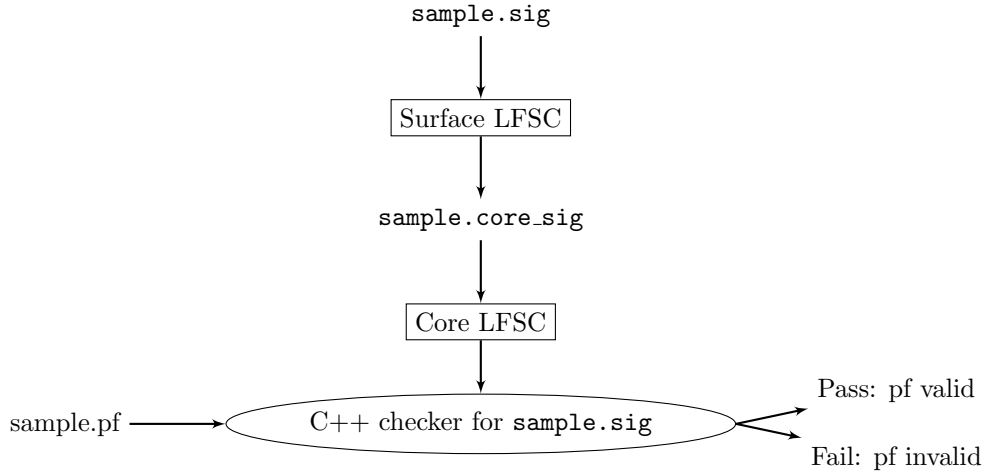 sample.sig
Surface LFSC
sample.core_sig
Core LFSC
Pass: pf valid
sample.pf
C++ checker for sample.sig
Fail: pf invalid